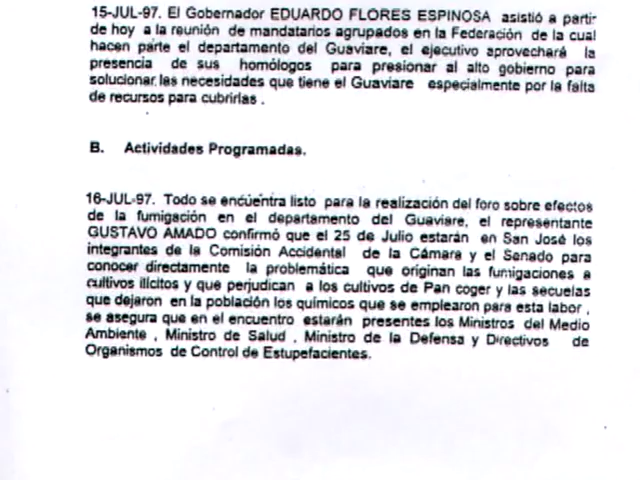 15-JUL-97. El Gobernador EDUARDO FLORES ESPINOSA asistió a partir
de hoy a la reunión de mandatarios agrupados en la Federación de la cual
hacen parte el departamento del Guaviare, el ejecutivo aprovechará la
presencia de sus homólogos para presionar al alto gobierno para
solucionar las necesidades que tiene el Guaviare especialmente por la falta
de recursos para cubrirlas .
B. Actividades Programadas.
16-JUL-97. Todo se encuentra listo para la realización del foro sobre efectos
de la fumigación en el departamento del Guaviare, el representante
GUSTAVO AMADO confirmó que el 25 de Julio estarán en San José los
integrantes de la Comisión Accidental de la Cámara y el Senado para
conocer directamente la problemática que originan las fumigaciones a
cultivos ilícitos y que perjudican a los cultivos de Pan coger y las secuelas
que dejaron en la población los químicos que se emplearon para esta labor ,
se asegura que en el encuentro estarán presentes los Ministros del Medio
Ambiente , Ministro de Salud , Ministro de la Defensa y Directivos de
Organismos de Control de Estupefacientes.